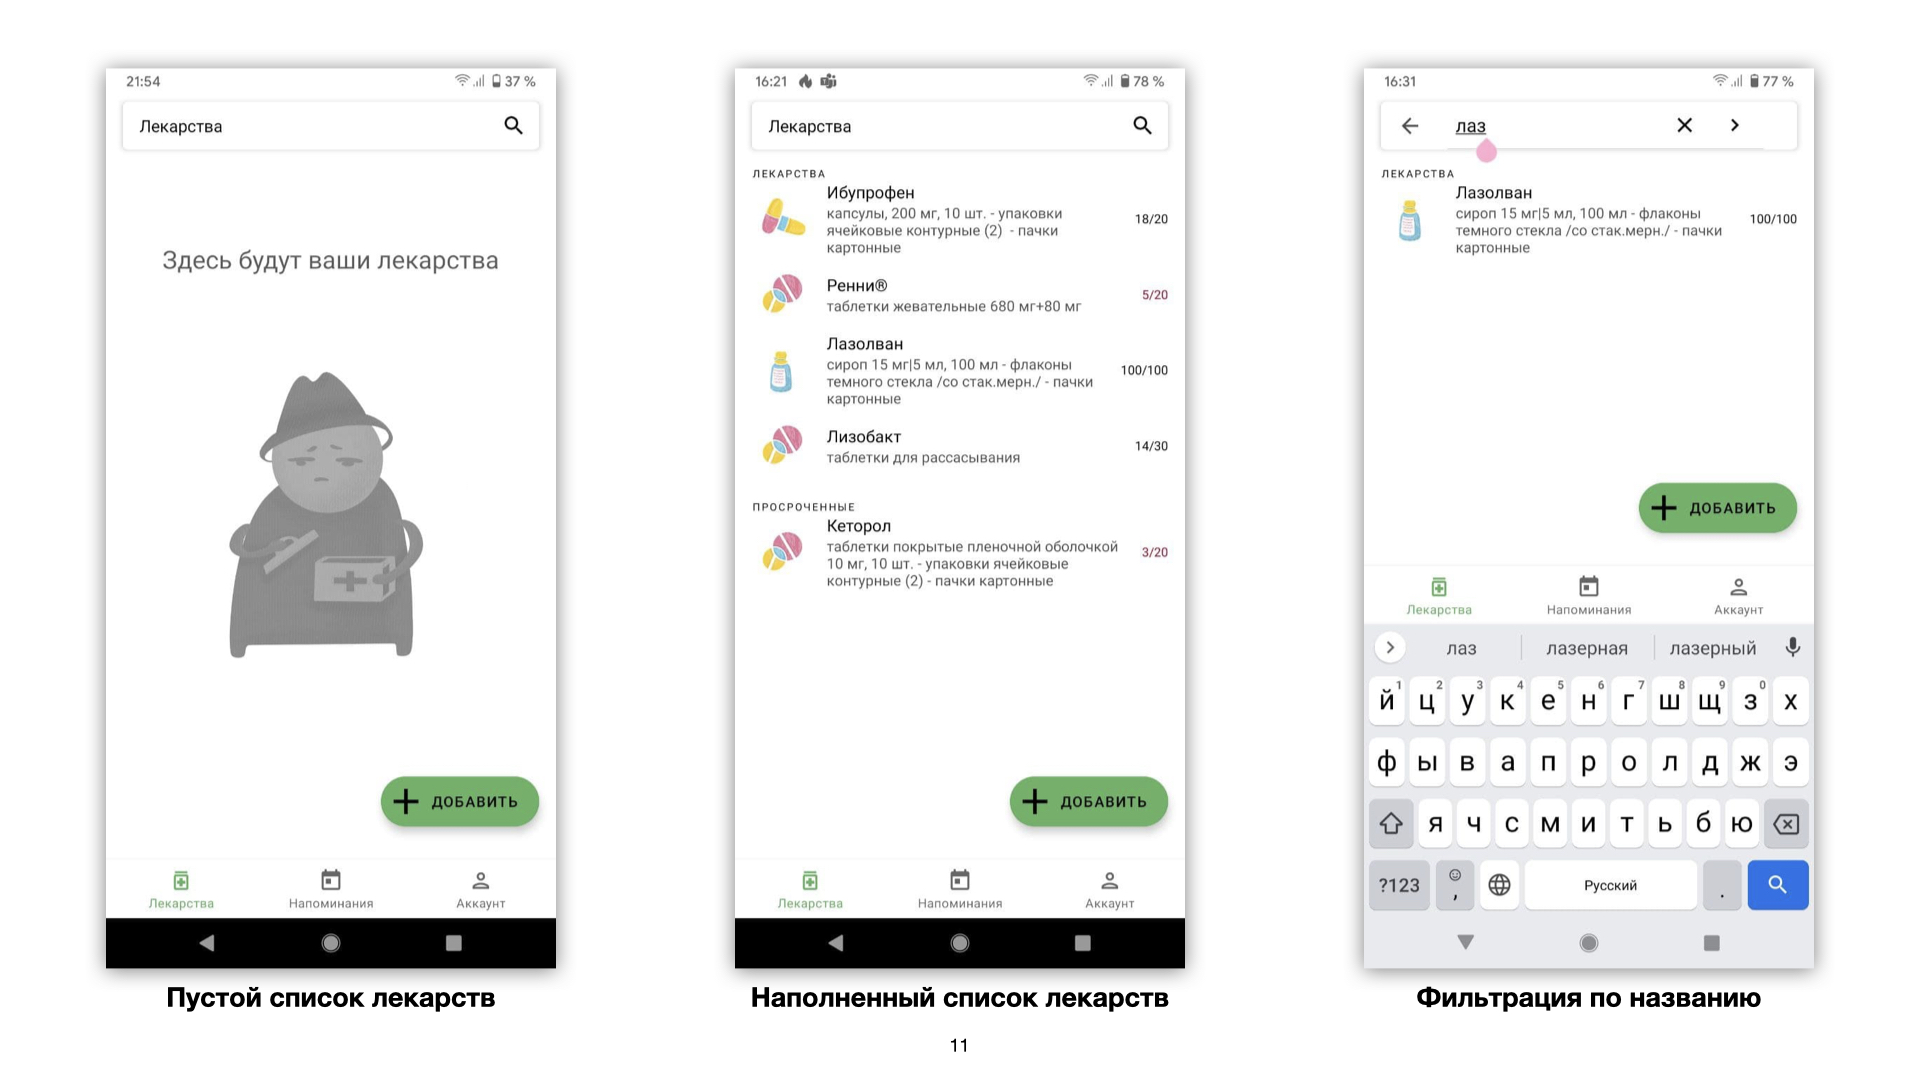 21:54
37 %
Лекарства
Здесь будут ваши лекарства
ДОБАВИТЬ
Лекарства
Напоминания
Аккаунт
Пустой список лекарств
16:21
78 %
Лекарства
ЛЕКАРСТВА
Ибупрофен
капсулы, 200 мг, 10 шт. - упаковки
ячейковые контурные (2)  - пачки
картонные
18/20
Ренни®
таблетки жевательные 680 мг+80 мг
5/20
Лазолван
сироп 15 мг|5 мл, 100 мл - флаконы
темного стекла /со стак.мерн./ - пачки
картонные
100/100
Лизобакт
таблетки для рассасывания
14/30
ПРОСРОЧЕННЫЕ
Кеторол
таблетки покрытые пленочной оболочкой
10 мг, 10 шт. - упаковки ячейковые
контурные (2) - пачки картонные
3/20
ДОБАВИТЬ
Лекарства
Напоминания
Аккаунт
Наполненный список лекарств
16:31
77 %
лаз
ЛЕКАРСТВА
Лазолван
сироп 15 мг|5 мл, 100 мл - флаконы
темного стекла /со стак.мерн./ - пачки
картонные
100/100
ДОБАВИТЬ
Лекарства
Напоминания
Аккаунт
лаз лазерная лазерный
1 2 3 4 5 6 7 8 9 0
й ц у к е н г ш щ з х
ф ы в а п р о л д ж э
я ч с м и т ь б ю
?123 , Русский .
Фильтрация по названию
11